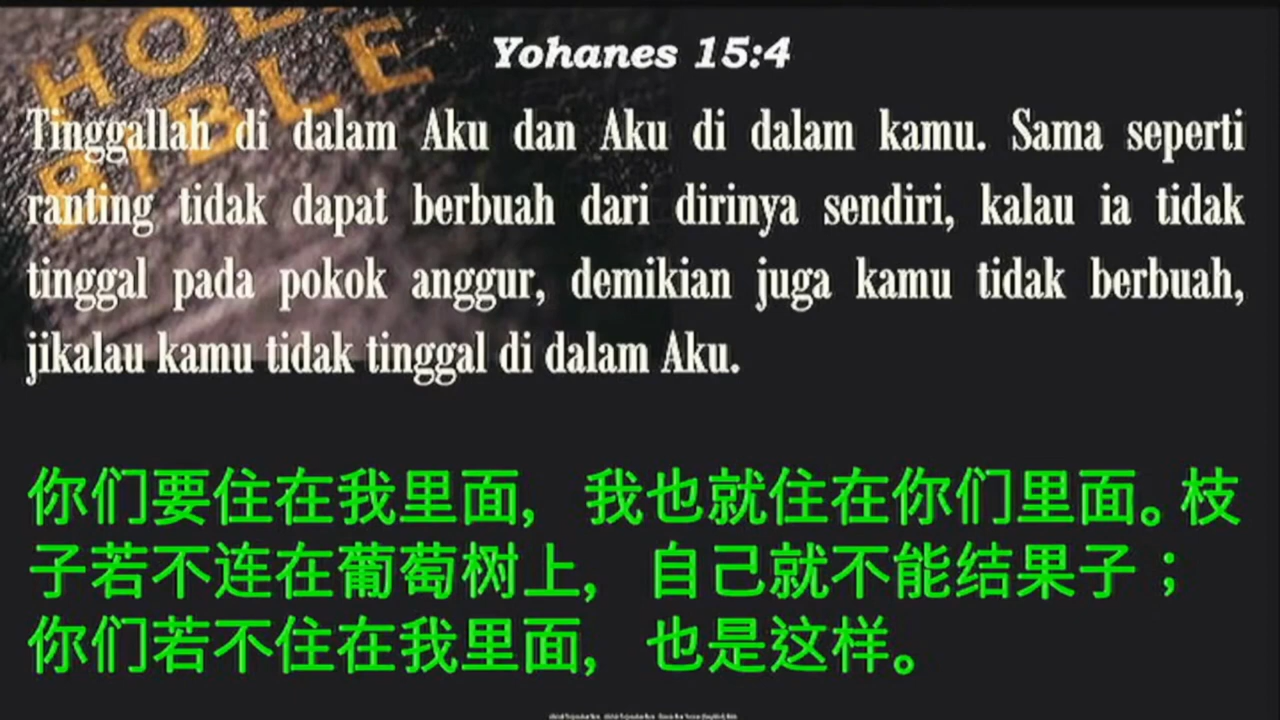 HOLY
BIBLE
Yohanes 15:4
Tinggallah di dalam Aku dan Aku di dalam kamu. Sama seperti
ranting tidak dapat berbuah dari dirinya sendiri, kalau ia tidak
tinggal pada pokok anggur, demikian juga kamu tidak berbuah,
jikalau kamu tidak tinggal di dalam Aku.
你们要住在我里面, 我也就住在你们里面。枝
子若不连在葡萄树上, 自己就不能结果子；
你们若不住在我里面, 也是这样。